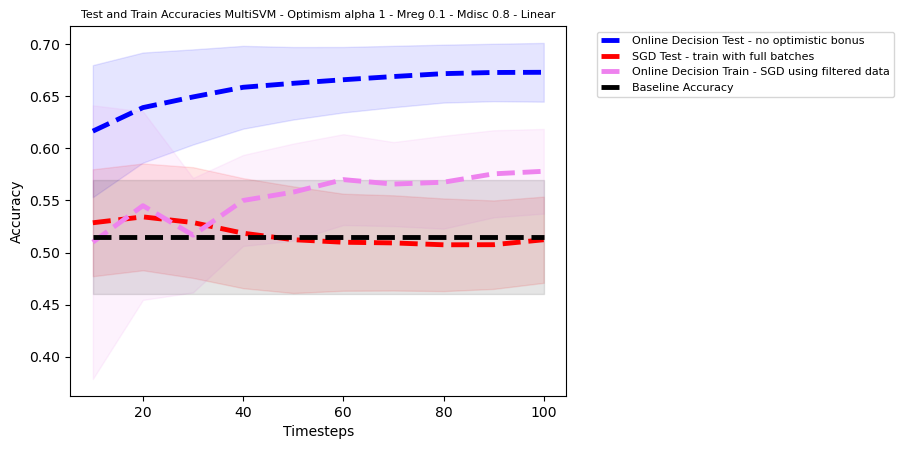 Test and Train Accuracies MultiSVM - Optimism alpha 1 - Mreg 0.1 - Mdisc 0.8 - Linear
Online Decision Test - no optimistic bonus
SGD Test - train with full batches
Online Decision Train - SGD using filtered data
Baseline Accuracy
Accuracy
0.70
0.65
0.60
0.55
0.50
0.45
0.40
20 40 60 80 100
Timesteps